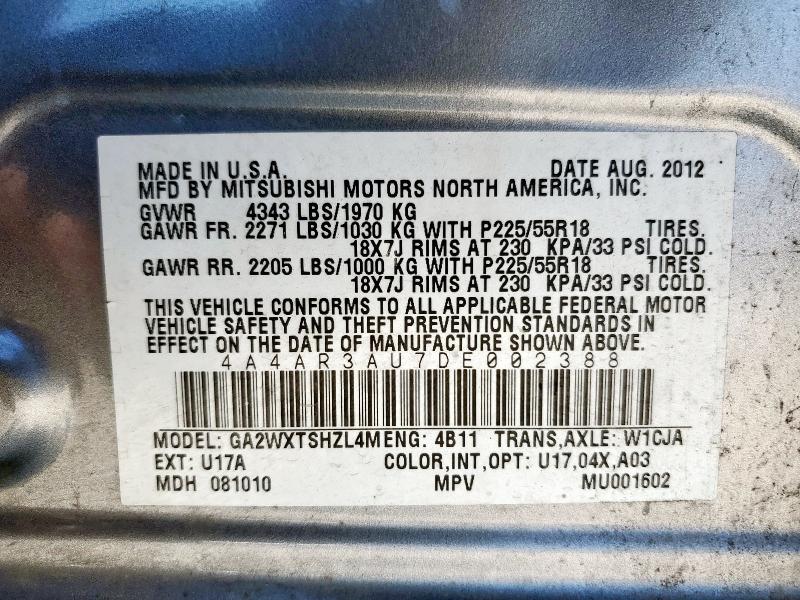 MADE IN U.S.A. DATE AUG. 2012
MFD BY MITSUBISHI MOTORS NORTH AMERICA, INC.
GVWR 4343 LBS/1970 KG
GAWR FR. 2271 LBS/1030 KG WITH P225/55R18 TIRES.
18X7J RIMS AT 230 KPA/33 PSI COLD.
GAWR RR. 2205 LBS/1000 KG WITH P225/55R18 TIRES.
18X7J RIMS AT 230 KPA/33 PSI COLD.
THIS VEHICLE CONFORMS TO ALL APPLICABLE FEDERAL MOTOR
VEHICLE SAFETY AND THEFT PREVENTION STANDARDS IN
EFFECT ON THE DATE OF MANUFACTURE SHOWN ABOVE.
4A4AR3AU7DE002388
MODEL: GA2WXTSHZL4M ENG: 4B11 TRANS,AXLE: W1CJA
EXT: U17A COLOR,INT,OPT: U17,04X,A03
MDH 081010 MPV MU001602